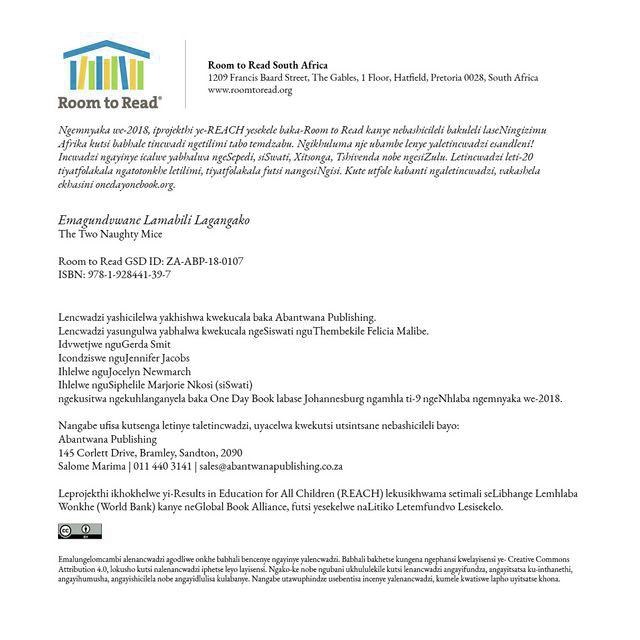 Room to Read®
Room to Read South Africa
1209 Francis Baard Street, The Gables, 1 Floor, Hatfield, Pretoria 0028, South Africa
www.roomtoread.org
Ngemnyaka we-2018, iprojekthi ye-REACH yesekele baka-Room to Read kanye nebashicileli bakuleli laseNingizimu
Afrika kutsi babhale tincwadi ngetilimi tabo temdzabu. Ngikhuluma nje ubambe lenye yaletincwadzi esandleni!
Incwadzi ngayinye icalwe yabhalwa ngeSepedi, siSwati, Xitsonga, Tshivenda nobe ngesiZulu. Letincwadzi leti-20
tiyatfolakala ngatotonkhe letilimi, tiyatfolakala futsi nangesiNgisi. Kute utfole kabanti ngaletincwadzi, vakashela
ekhasini onedayonebook.org.
Emagundvwane Lamabili Lagangako
The Two Naughty Mice
Room to Read GSD ID: ZA-ABP-18-0107
ISBN: 978-1-928441-39-7
Lencwadzi yashicilelwa yakhishwa kwekucala baka Abantwana Publishing.
Lencwadzi yasungulwa yabhalwa kwekucala ngeSiswati nguThembekile Felicia Malibe.
Idvwetjwe nguGerda Smit
Icondziswe nguJennifer Jacobs
Ihlelwe nguJocelyn Newmarch
Ihlelwe nguSiphelile Marjorie Nkosi (siSwati)
ngekusitwa ngekuhlanganyela baka One Day Book labase Johannesburg ngamhla ti-9 ngeNhlaba ngemnyaka we-2018.
Nangabe ufisa kutsenga letinye taletincwadzi, uyacelwa kwekutsi utsintsane nebashicileli bayo:
Abantwana Publishing
145 Corlett Drive, Bramley, Sandton, 2090
Salome Marima | 011 440 3141 | sales@abantwanapublishing.co.za
Leprojekthi ikhokhelwe yi-Results in Education for All Children (REACH) lekusikhwama setimali seLibhange Lemhlaba
Wonkhe (World Bank) kanye neGlobal Book Alliance, futsi yesekelwe naLitiko Letemfundvo Lesisekelo.
cc BY
Emalungelomcambi alenancwadzi agodliwe onkhe babhali bencenye ngayinye yalencwadzi. Babhali bakhetse kungena ngephansi kwelayisensi ye- Creative Commons
Attribution 4.0, lokusho kutsi nalenancwadzi iphetse leyo layisensi. Ngako-ke nobe ngubani ukhululekile kutsi lenancwadzi angayifundza, angayitsatsa ku-inthanethi,
angayihumusha, angayishicilela nobe angayidlulisa kulabanye. Nangabe utawuphindze usebentisa incenye yalenancwadzi, kumele kwatiswe lapho uyitsatse khona.